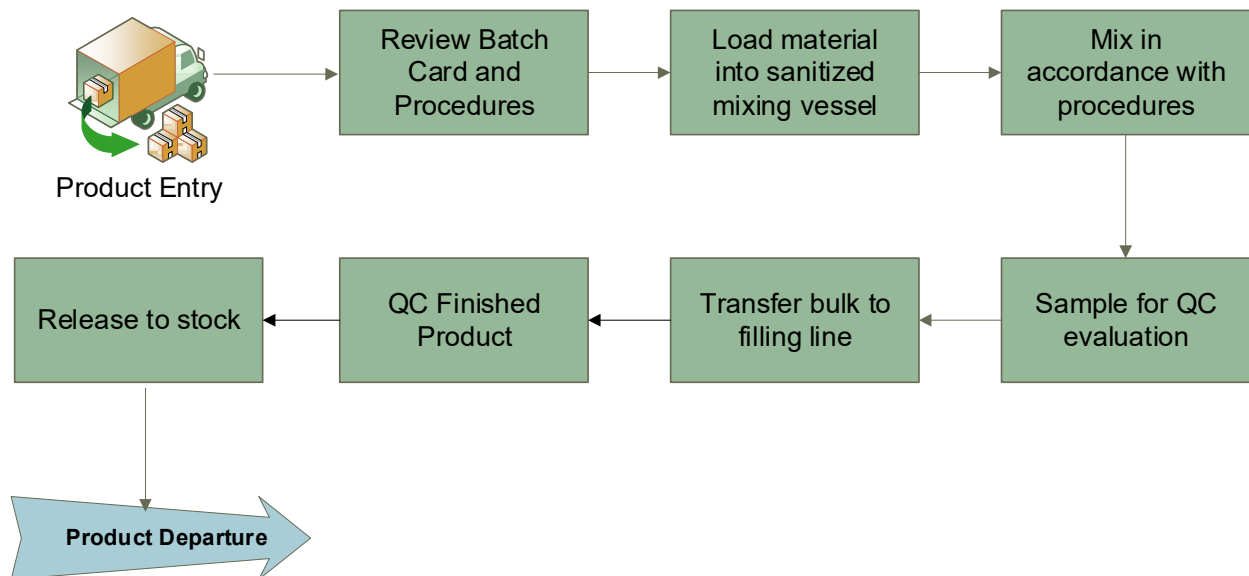 Product Entry
Review Batch
Card and
Procedures
Load material
into sanitized
mixing vessel
Mix in
accordance with
procedures
Sample for QC
evaluation
Transfer bulk to
filling line
QC Finished
Product
Release to stock
Product Departure